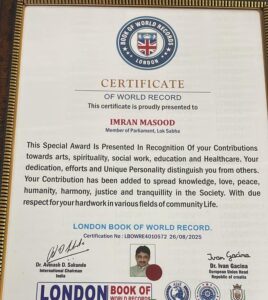 BOOK OF WORLD RECORDS
LONDON
CERTIFICATE
OF WORLD RECORD
This certificate is proudly presented to
IMRAN MASOOD
Member of Parliament, Lok Sabha
This Special Award Is Presented In Recognition Of your Contributions
towards arts, spirituality, social work, education and Healthcare. Your
dedication, efforts and Unique Personality distinguish you from others.
Your Contribution has been added to spread knowledge, love, peace,
humanity, harmony, justice and tranquility in the Society. With due
respect for your hardwork in various fields of community Life.
LONDON BOOK OF WORLD RECORD.
Certification No : LBOWRE4010572 26/08/2025
Dr. Avinash D. Sakunde
International Chairman
India
Ivan Gacina
Dr. Ivan Gacina
European Union Head
Republic of croatia
LONDON BOOK OF
WORLD RECORDS